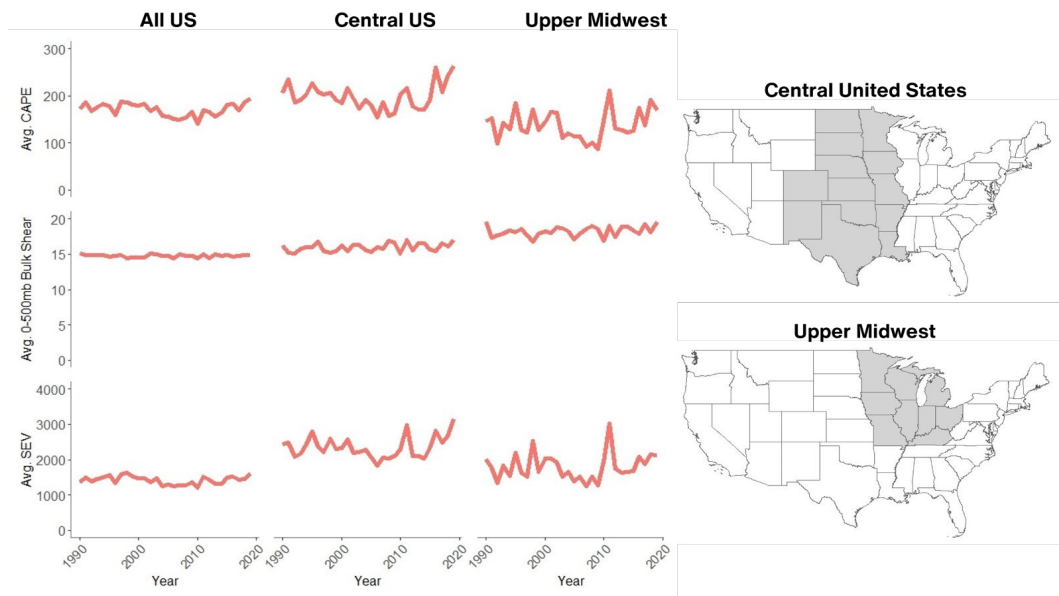 All US
Central US
Upper Midwest
Avg. CAPE
300
200
100
0
Avg. 0-500mb Bulk Shear
20
15
10
5
0
Avg. SEV
4000
3000
2000
1000
0
1990
2000
2010
2020
Year
1990
2000
2010
2020
Year
1990
2000
2010
2020
Year
Central United States
Upper Midwest